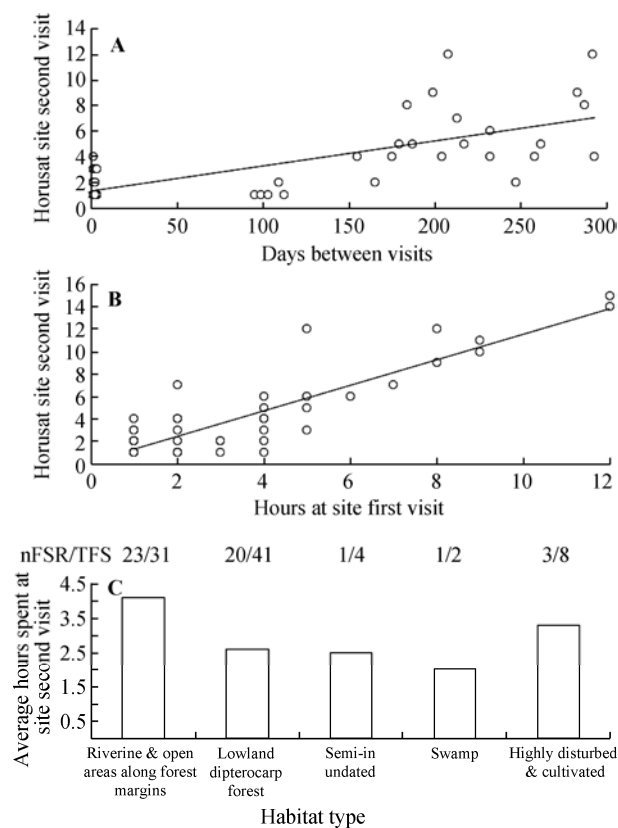 A
Horusat site second visit
14
12
10
8
6
4
2
0
0 50 100 150 200 250 300
Days between visits
B
Horusat site second visit
16
14
12
10
8
6
4
2
0
0 2 4 6 8 10 12
Hours at site first visit
nFSR/TFS 23/31 20/41 1/4 1/2 3/8
C
Average hours spent at
site second visit
4.5
3.5
2.5
1.5
0.5
Riverine & open
areas along forest
margins
Lowland
dipterocarp
forest
Semi-in
undated
Swamp
Highly disturbed
& cultivated
Habitat type